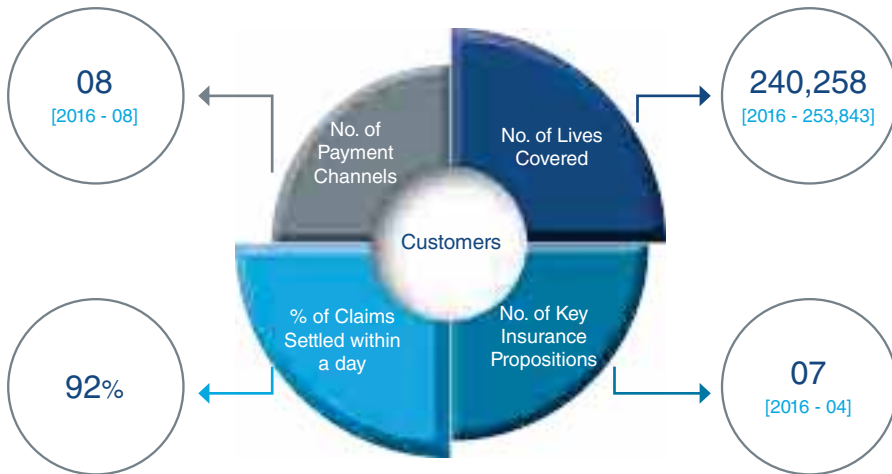 08
[2016 - 08]
No. of
Payment
Channels
No. of Lives
Covered
240,258
[2016 - 253,843]
Customers
92%
% of Claims
Settled within
a day
No. of Key
Insurance
Propositions
07
[2016 - 04]